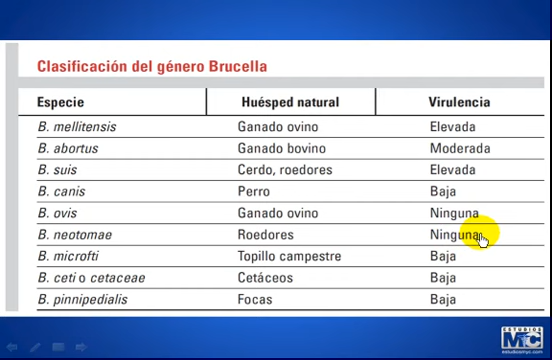 Clasificación del género Brucella
Especie Huésped natural Virulencia
B. mellitensis Ganado ovino Elevada
B. abortus Ganado bovino Moderada
B. suis Cerdo, roedores Elevada
B. canis Perro Baja
B. ovis Ganado ovino Ninguna
B. neotomae Roedores Ninguna
B. microfti Topillo campestre Baja
B. ceti o cetaceae Cetáceos Baja
B. pinnipedialis Focas Baja
ESTUDIOS
MYC
estudiosmyc.com